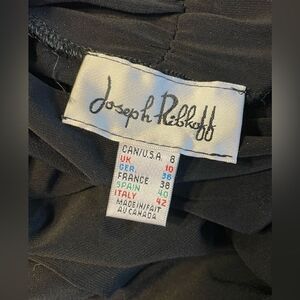 Joseph Ribkoff
CAN/U.S.A. 8
UK 10
GER. 36
FRANCE 38
SPAIN 40
ITALY 42
MADE IN/FAIT
AU CANADA